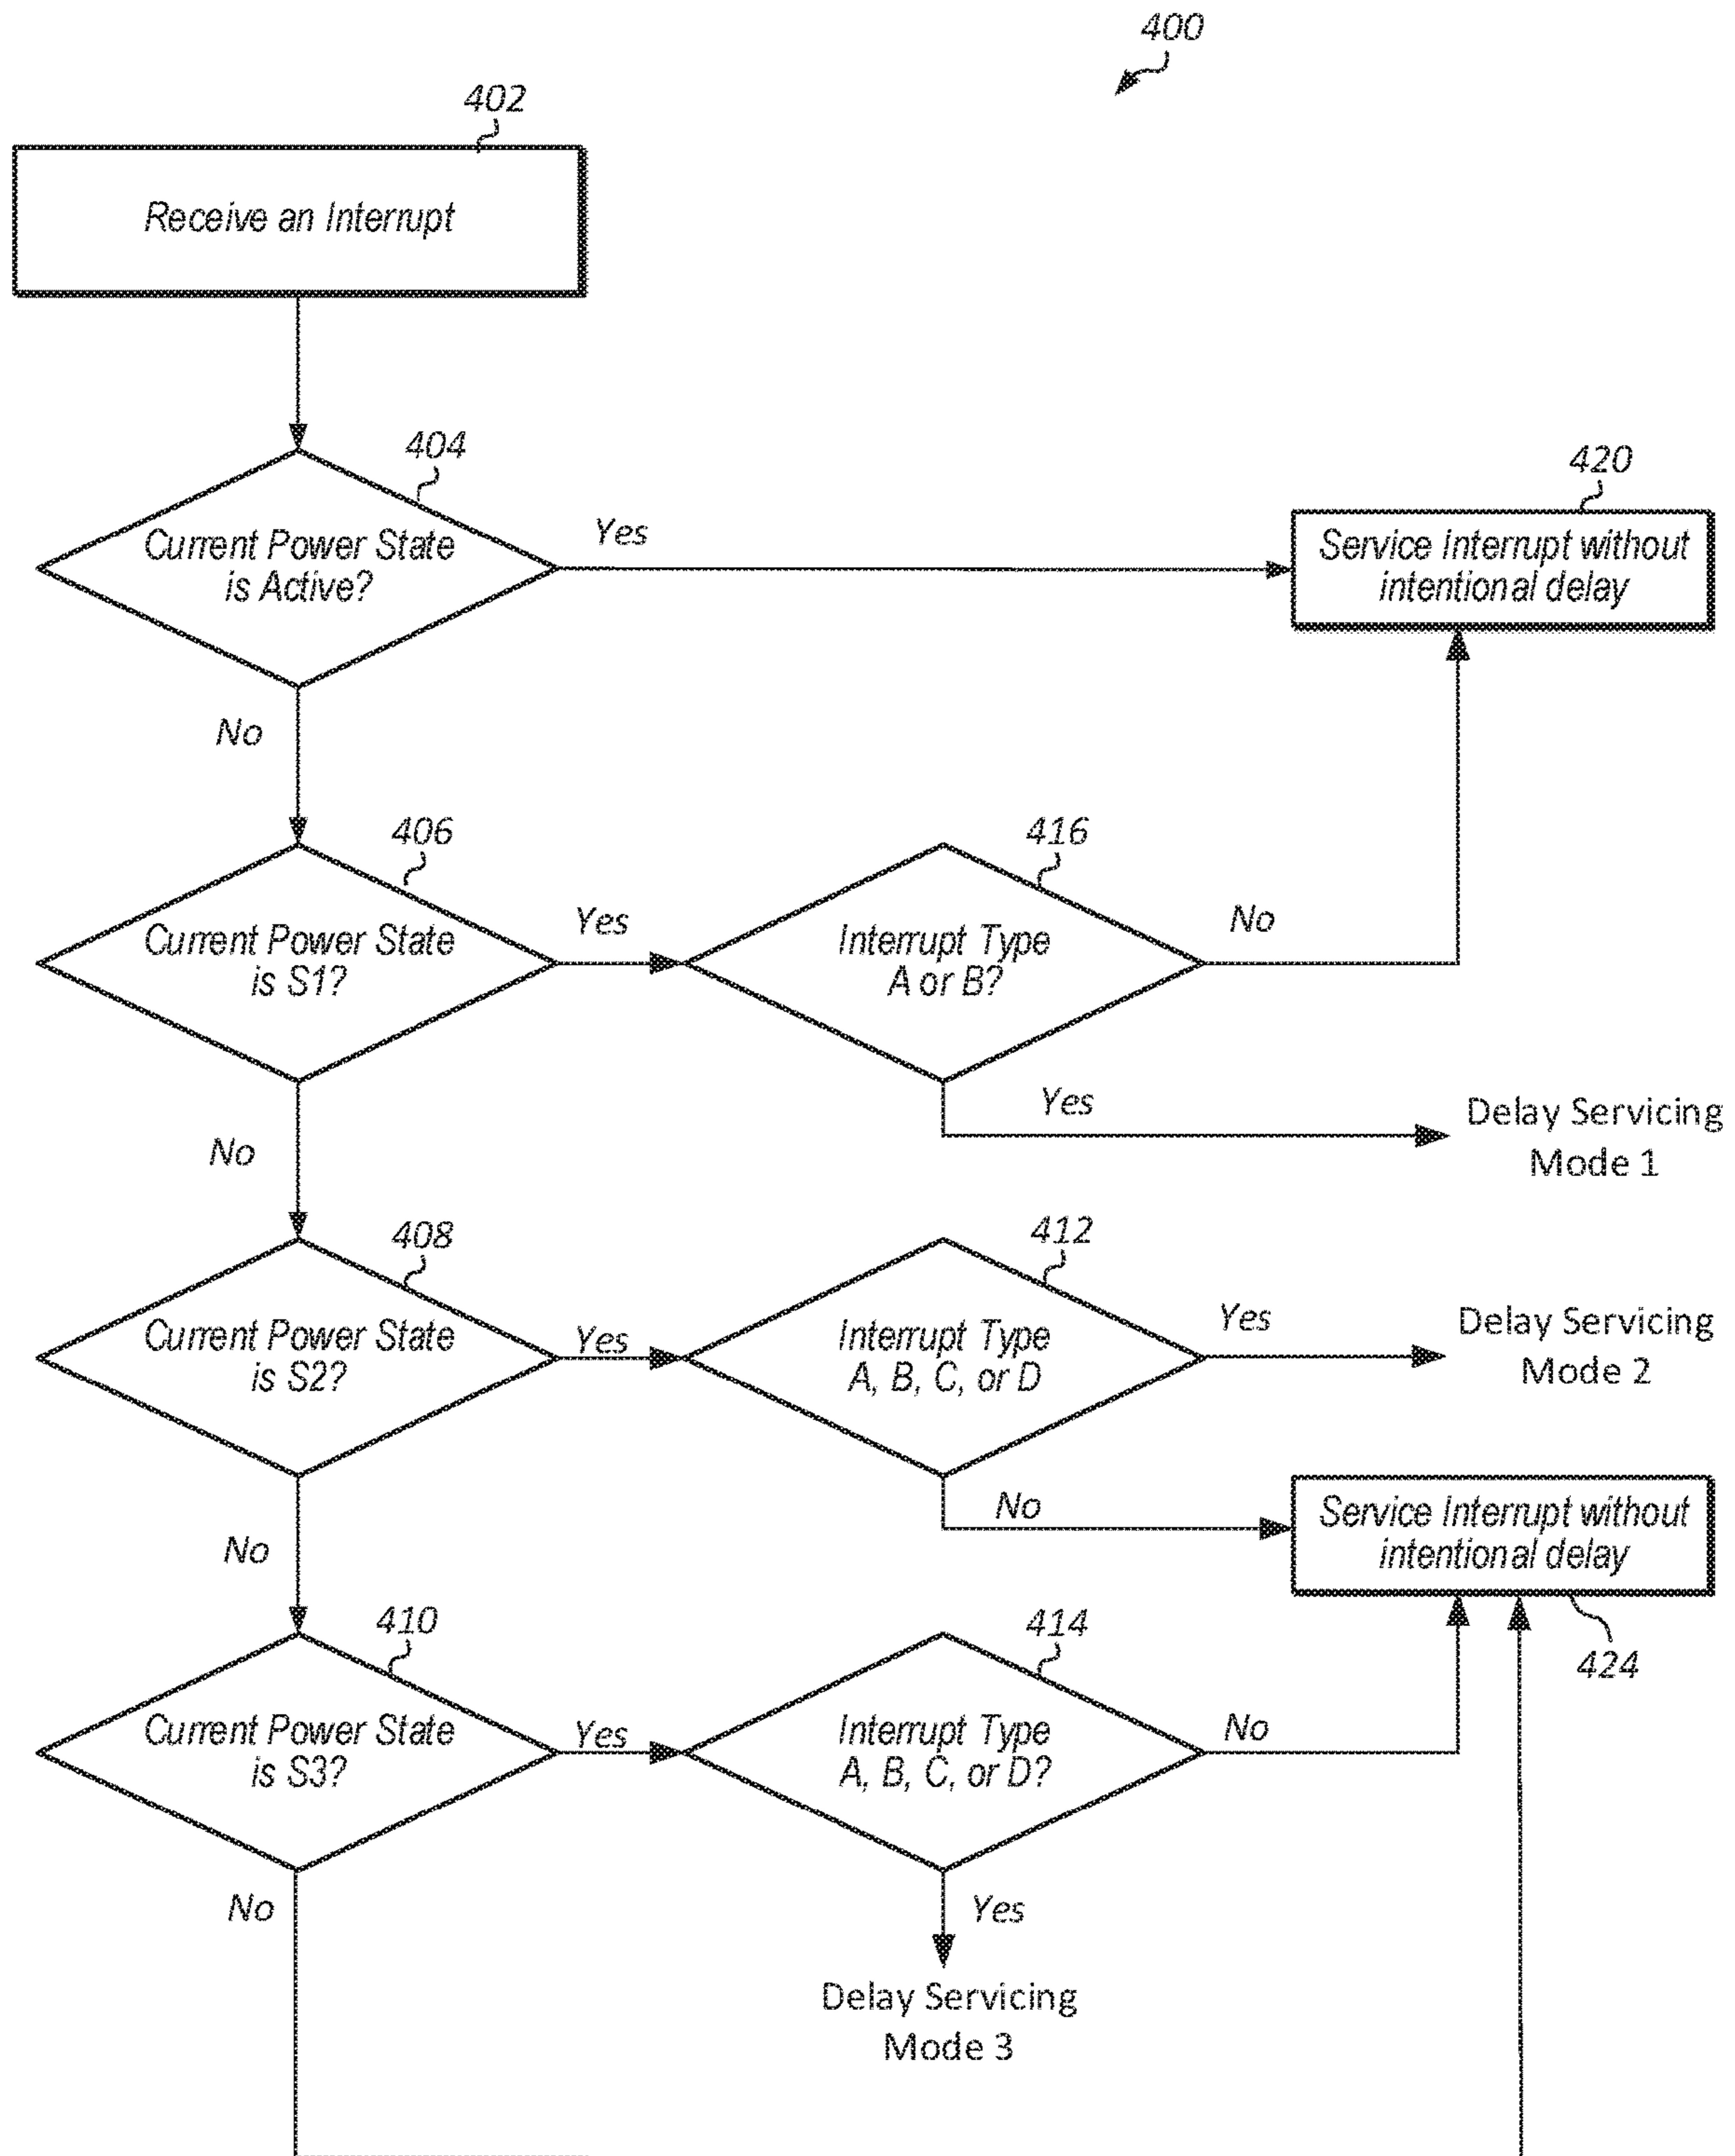 400
402
Receive an Interrupt
404
Current Power State
is Active?
Yes
420
Service Interrupt without
intentional delay
No
406
Current Power State
is S1?
Yes
416
Interrupt Type
A or B?
No
Yes
Delay Servicing
Mode 1
No
408
Current Power State
is S2?
Yes
412
Interrupt Type
A, B, C, or D
Yes
Delay Servicing
Mode 2
No
Service Interrupt without
intentional delay
424
No
410
Current Power State
is S3?
Yes
414
Interrupt Type
A, B, C, or D?
No
No
Yes
Delay Servicing
Mode 3